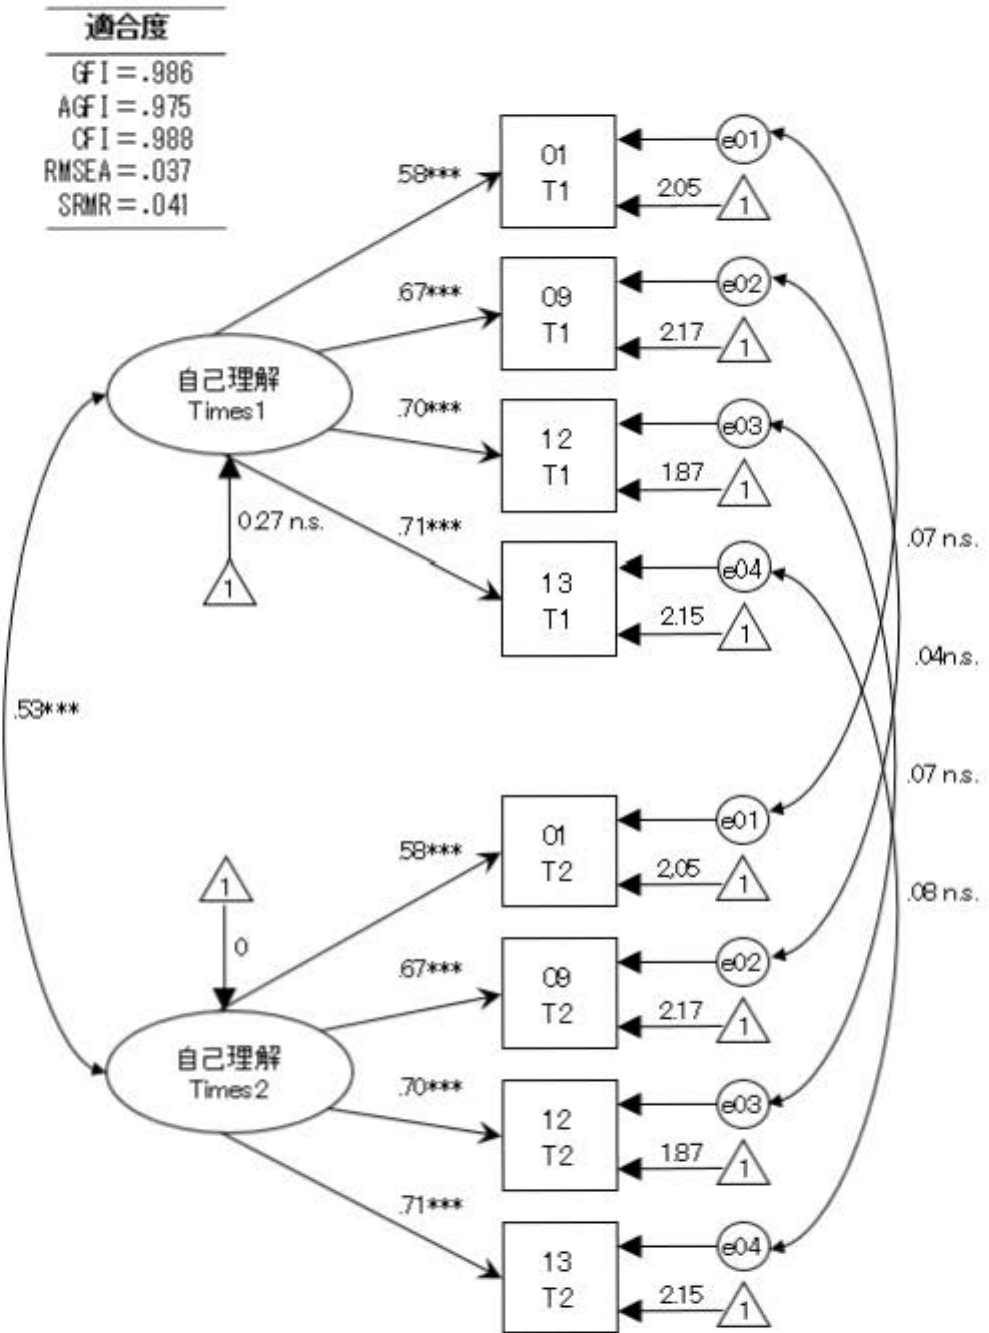 適合度
GFI=.986
AGFI=.975
CFI=.988
RMSEA=.037
SRMR=.041
01
T1
e01
.58***
2.05
1
09
T1
e02
.67***
2.17
1
自己理解
Times1
12
T1
e03
.70***
1.87
1
0.27 n.s.
1
13
T1
e04
.71***
2.15
1
.07 n.s.
.04n.s.
.53***
.07 n.s.
.08 n.s.
01
T2
e01
.58***
2,05
1
1
0
09
T2
e02
.67***
2.17
1
自己理解
Times2
12
T2
e03
.70***
1.87
1
13
T2
e04
.71***
2.15
1